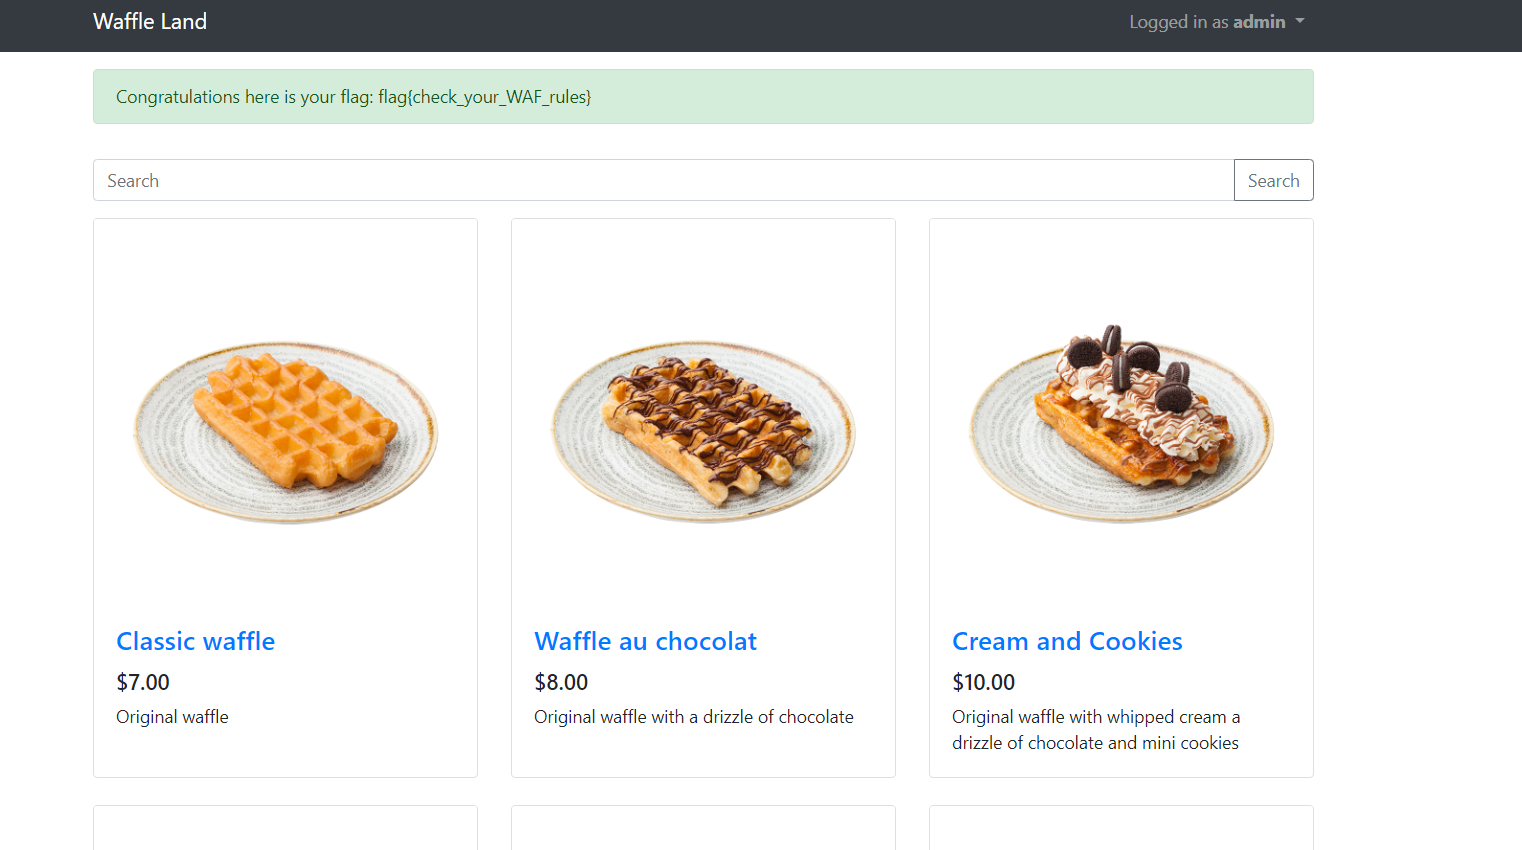 Waffle Land
Logged in as admin
Congratulations here is your flag: flag{check_your_WAF_rules}
Search
Search
Classic waffle
$7.00
Original waffle
Waffle au chocolat
$8.00
Original waffle with a drizzle of chocolate
Cream and Cookies
$10.00
Original waffle with whipped cream a
drizzle of chocolate and mini cookies